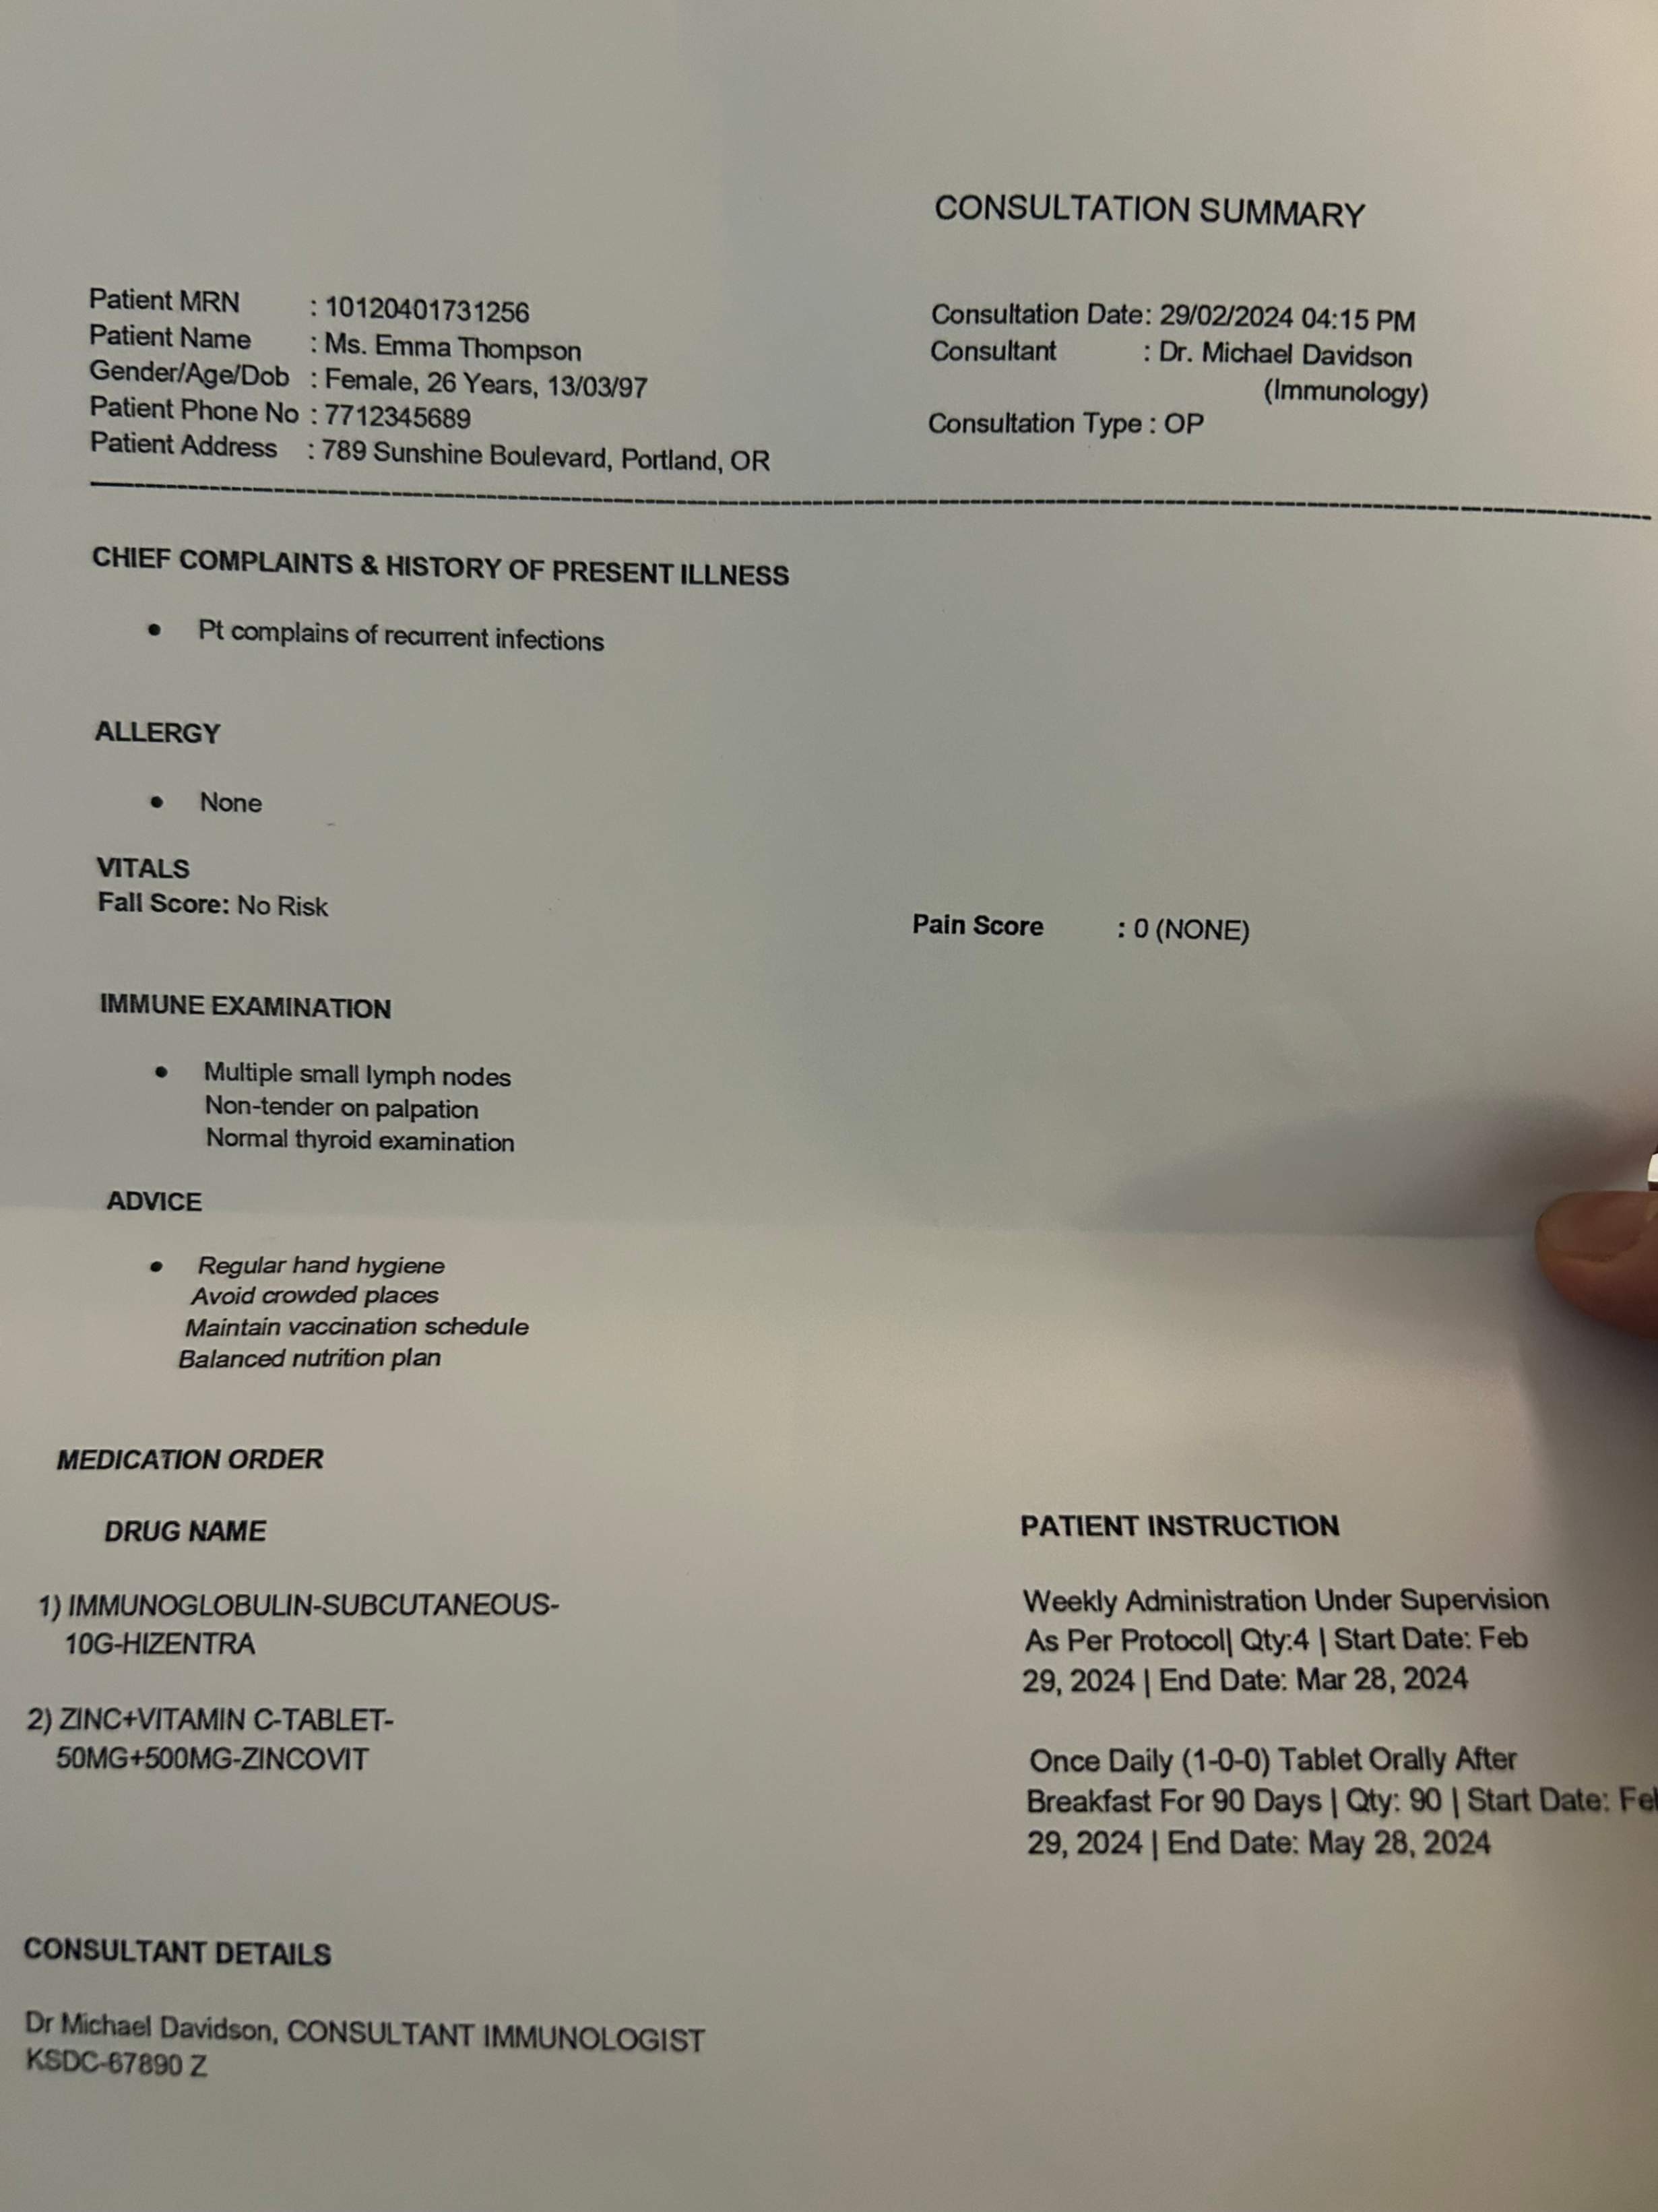 CONSULTATION SUMMARY
Patient MRN : 10120401731256
Patient Name : Ms. Emma Thompson
Gender/Age/Dob : Female, 26 Years, 13/03/97
Patient Phone No : 7712345689
Patient Address : 789 Sunshine Boulevard, Portland, OR
Consultation Date: 29/02/2024 04:15 PM
Consultant : Dr. Michael Davidson
(Immunology)
Consultation Type : OP
CHIEF COMPLAINTS & HISTORY OF PRESENT ILLNESS
• Pt complains of recurrent infections
ALLERGY
• None
VITALS
Fall Score: No Risk
Pain Score : 0 (NONE)
IMMUNE EXAMINATION
• Multiple small lymph nodes
Non-tender on palpation
Normal thyroid examination
ADVICE
• Regular hand hygiene
Avoid crowded places
Maintain vaccination schedule
Balanced nutrition plan
MEDICATION ORDER
DRUG NAME
PATIENT INSTRUCTION
1) IMMUNOGLOBULIN-SUBCUTANEOUS-
10G-HIZENTRA
Weekly Administration Under Supervision
As Per Protocol| Qty:4 | Start Date: Feb
29, 2024 | End Date: Mar 28, 2024
2) ZINC+VITAMIN C-TABLET-
50MG+500MG-ZINCOVIT
Once Daily (1-0-0) Tablet Orally After
Breakfast For 90 Days | Qty: 90 | Start Date: Feb
29, 2024 | End Date: May 28, 2024
CONSULTANT DETAILS
Dr Michael Davidson, CONSULTANT IMMUNOLOGIST
KSDC-67890 Z